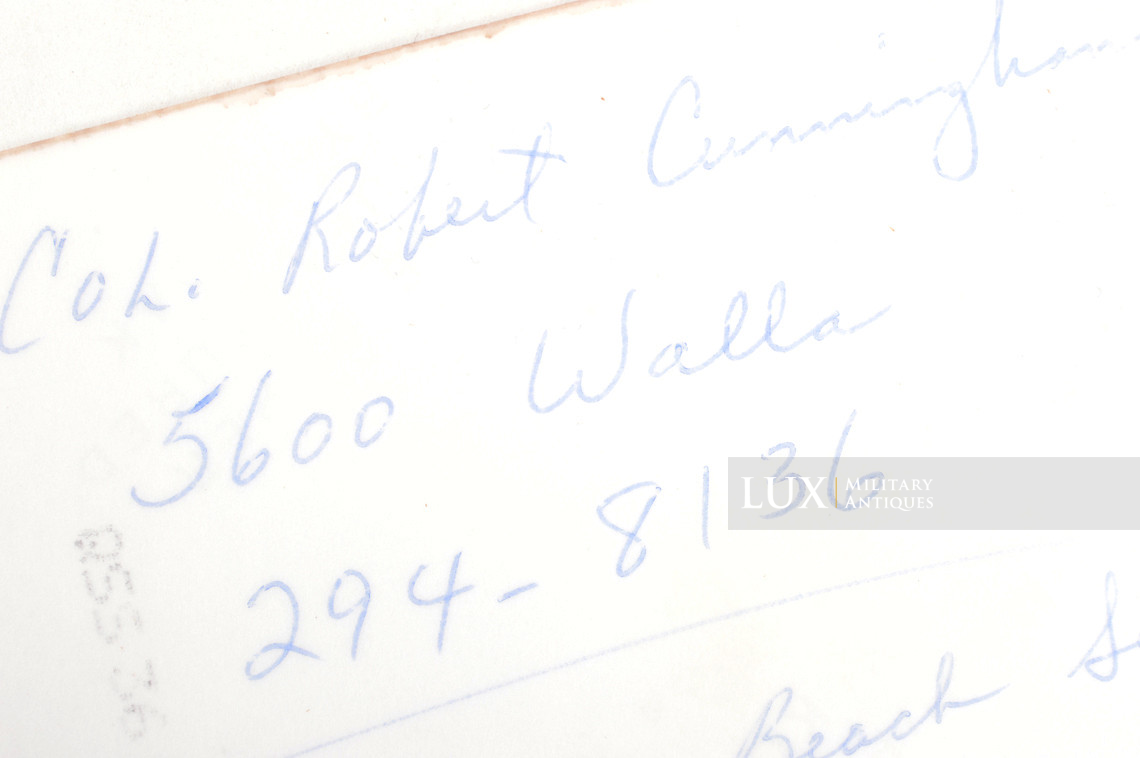 Col. Robert Cunningham
5600 Walla
294-8136
Beach
LUX MILITARY ANTIQUES